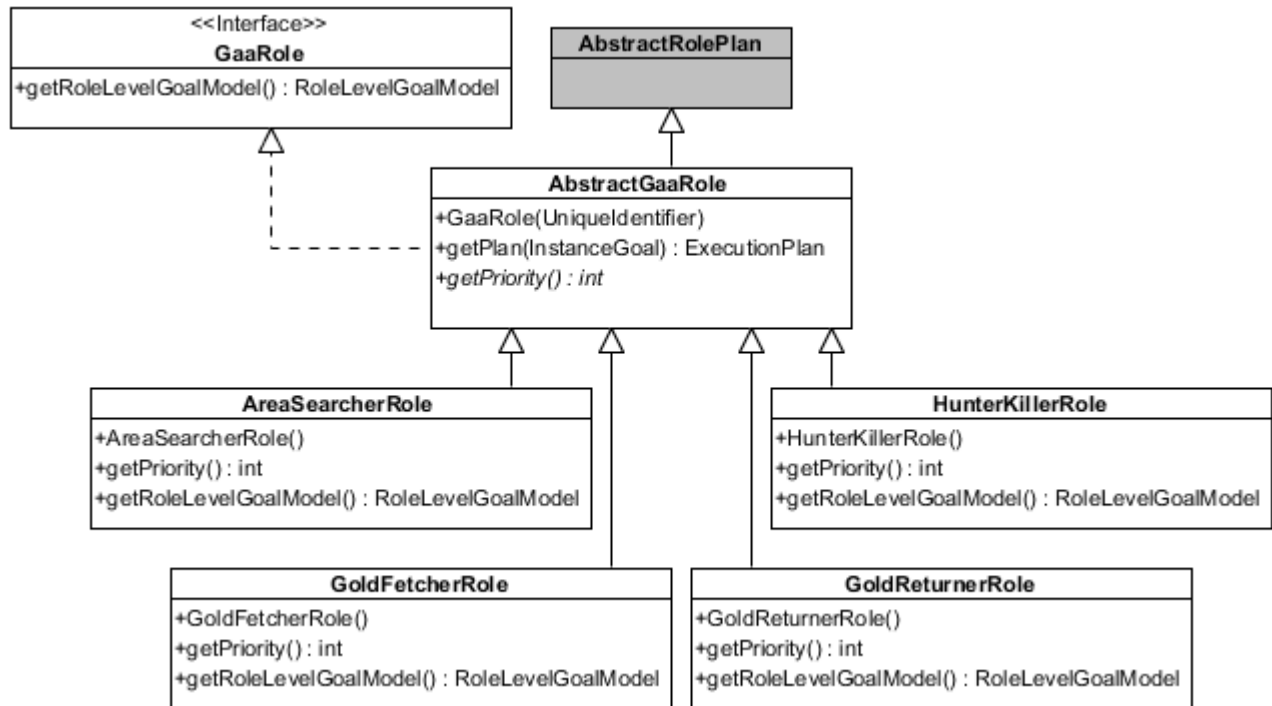 <<Interface>>
GaaRole
+getRoleLevelGoalModel() : RoleLevelGoalModel
AbstractRolePlan
AbstractGaaRole
+GaaRole(UniqueIdentifier)
+getPlan(InstanceGoal) : ExecutionPlan
+getPriority() : int
AreaSearcherRole
+AreaSearcherRole()
+getPriority() : int
+getRoleLevelGoalModel() : RoleLevelGoalModel
HunterKillerRole
+HunterKillerRole()
+getPriority() : int
+getRoleLevelGoalModel() : RoleLevelGoalModel
GoldFetcherRole
+GoldFetcherRole()
+getPriority() : int
+getRoleLevelGoalModel() : RoleLevelGoalModel
GoldReturnerRole
+GoldReturnerRole()
+getPriority() : int
+getRoleLevelGoalModel() : RoleLevelGoalModel